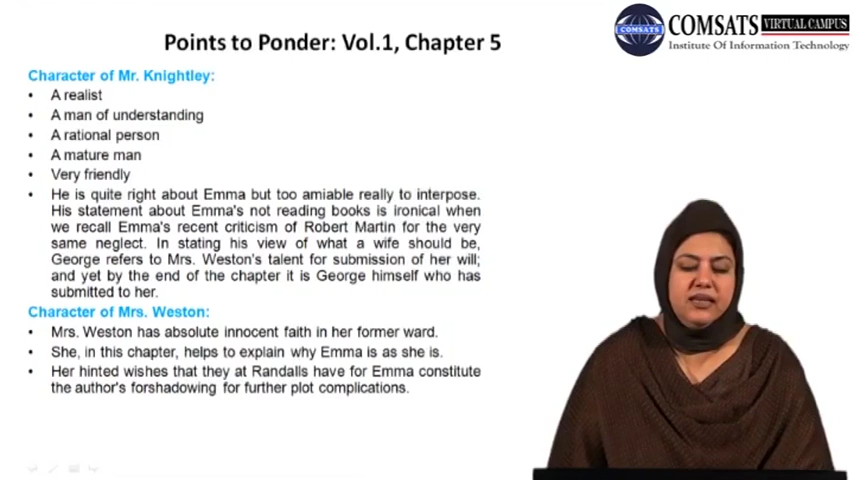 Points to Ponder: Vol.1, Chapter 5
COMSATS
COMSATS VIRTUAL CAMPUS
Institute Of Information Technology
Character of Mr. Knightley:
• A realist
• A man of understanding
• A rational person
• A mature man
• Very friendly
• He is quite right about Emma but too amiable really to interpose.
His statement about Emma's not reading books is ironical when
we recall Emma's recent criticism of Robert Martin for the very
same neglect. In stating his view of what a wife should be,
George refers to Mrs. Weston's talent for submission of her will;
and yet by the end of the chapter it is George himself who has
submitted to her.
Character of Mrs. Weston:
• Mrs. Weston has absolute innocent faith in her former ward.
• She, in this chapter, helps to explain why Emma is as she is.
• Her hinted wishes that they at Randalls have for Emma constitute
the author's forshadowing for further plot complications.